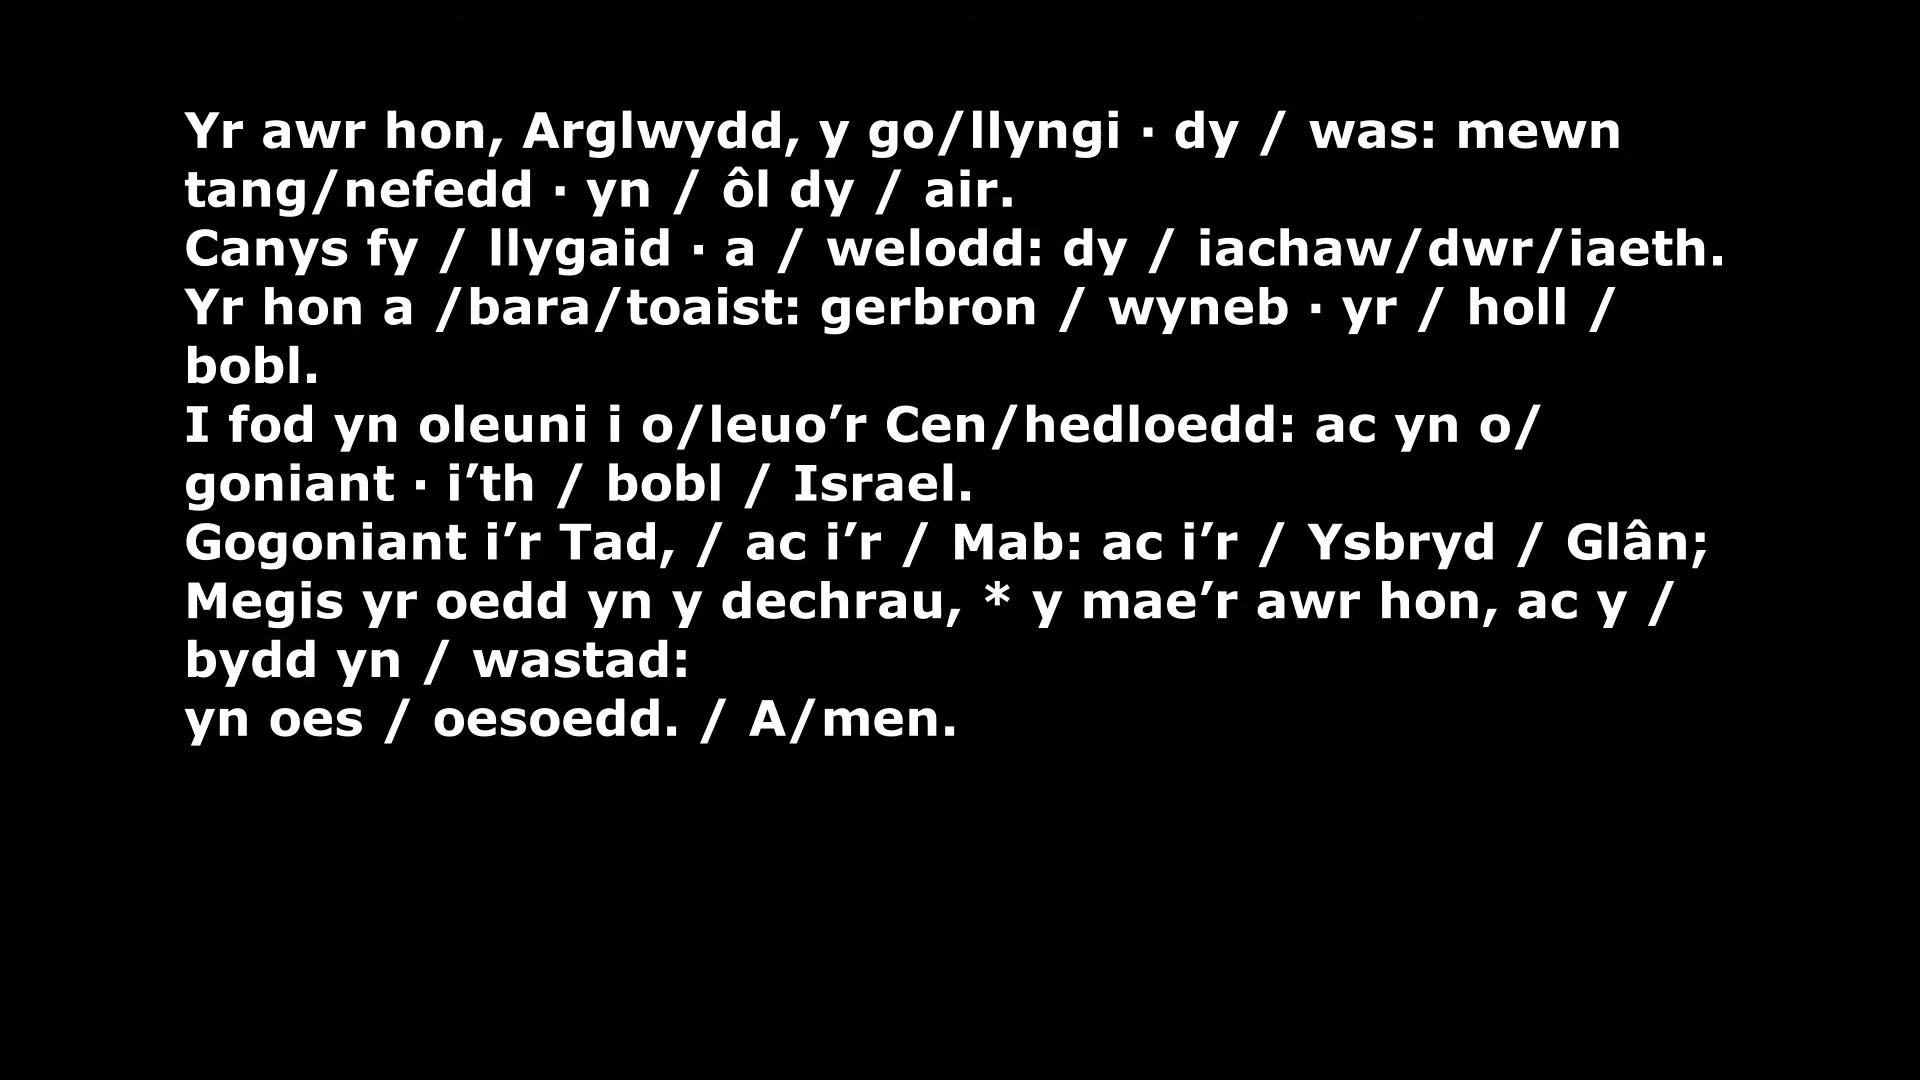 Yr awr hon, Arglwydd, y go/llyngi · dy / was: mewn
tang/nefedd · yn / ôl dy / air.
Canys fy / llygaid · a / welodd: dy / iachaw/dwr/iaeth.
Yr hon a /bara/toaist: gerbron / wyneb · yr / holl /
bobl.
I fod yn oleuni i o/leuo’r Cen/hedloedd: ac yn o/
goniant · i’th / bobl / Israel.
Gogoniant i’r Tad, / ac i’r / Mab: ac i’r / Ysbryd / Glân;
Megis yr oedd yn y dechrau, * y mae’r awr hon, ac y /
bydd yn / wastad:
yn oes / oesoedd. / A/men.